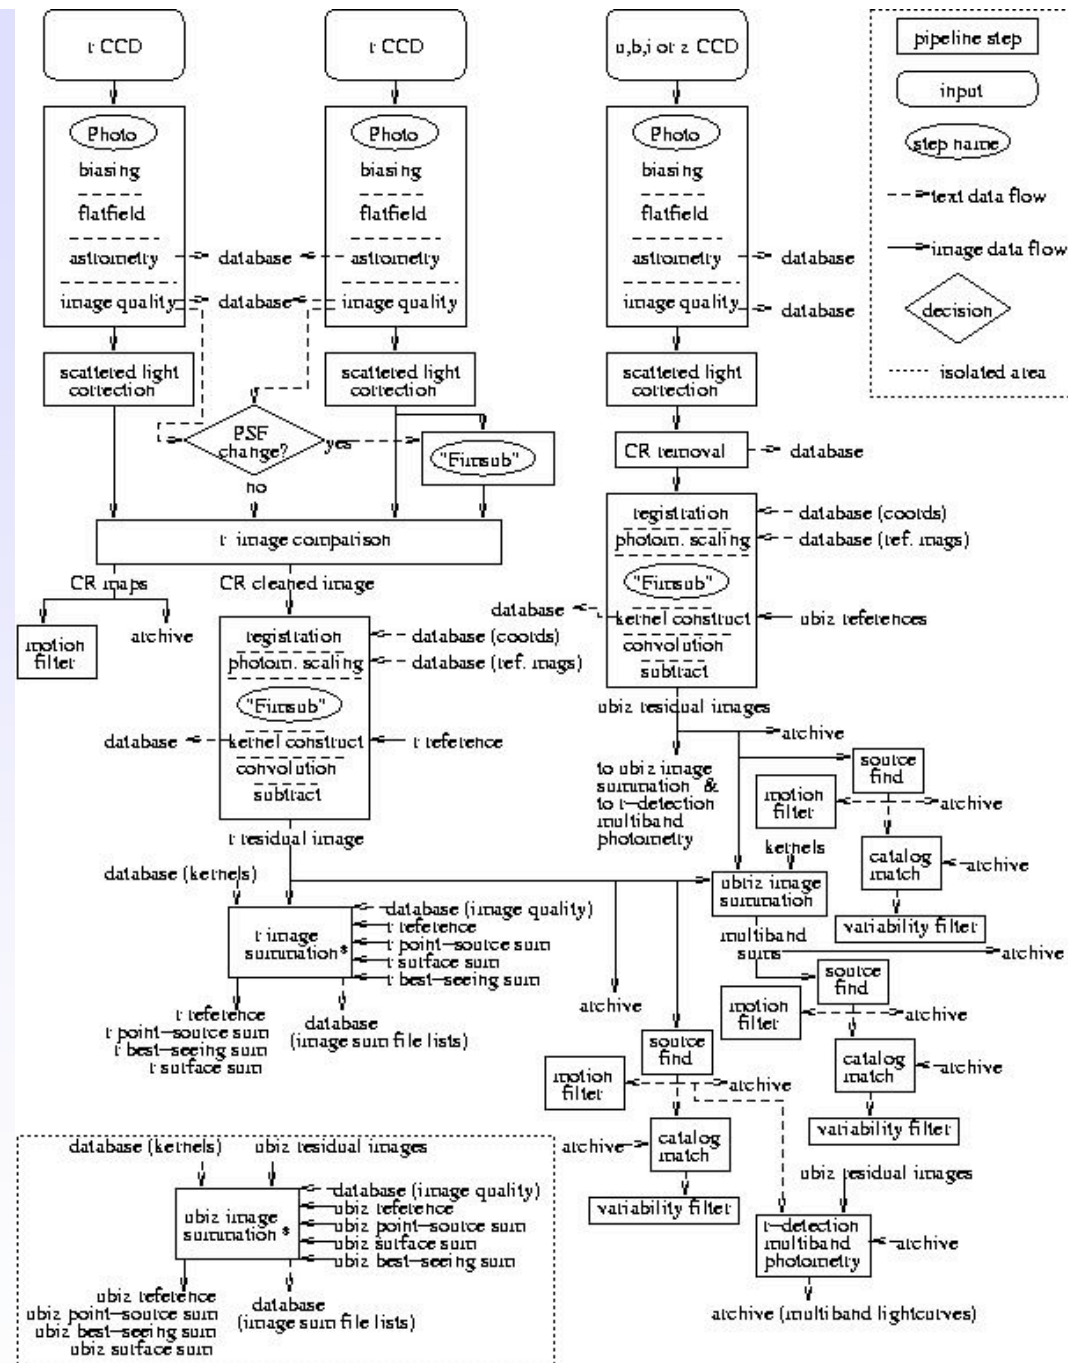 r CCD
r CCD
u,b,i or z CCD
pipeline step
input
step name
text data flow
image data flow
decision
isolated area
Photo
biasing
flatfield
astrometry
image quality
database
database
Photo
biasing
flatfield
astrometry
image quality
Photo
biasing
flatfield
astrometry
image quality
database
database
scattered light
correction
scattered light
correction
scattered light
correction
PSF
change?
yes
no
"Fimsub"
CR removal
database
r image comparison
CR maps
CR cleaned image
motion
filter
archive
registration
photom. scaling
"Fimsub"
kernel construct
convolution
subtract
database (coords)
database (ref. mags)
database
r reference
r residual image
registration
photom. scaling
"Fimsub"
kernel construct
convolution
subtract
database (coords)
database (ref. mags)
database
ubiz references
ubiz residual images
archive
to ubiz image
summation &
to r-detection
multiband
photometry
source
find
motion
filter
archive
catalog
match
archive
variability filter
kernels
ubriz image
summation
multiband
sums
archive
source
find
motion
filter
archive
catalog
match
archive
variability filter
database (kernels)
r image
summation*
database (image quality)
r reference
r point-source sum
r surface sum
r best-seeing sum
r reference
r point-source sum
r best-seeing sum
r surface sum
database
(image sum file lists)
archive
source
find
motion
filter
archive
archive
catalog
match
variability filter
ubiz residual images
r-detection
multiband
photometry
archive
archive (multiband lightcurves)
database (kernels)
ubiz residual images
ubiz image
summation *
database (image quality)
ubiz reference
ubiz point-source sum
ubiz surface sum
ubiz best-seeing sum
ubiz reference
ubiz point-source sum
ubiz best-seeing sum
ubiz surface sum
database
(image sum file lists)